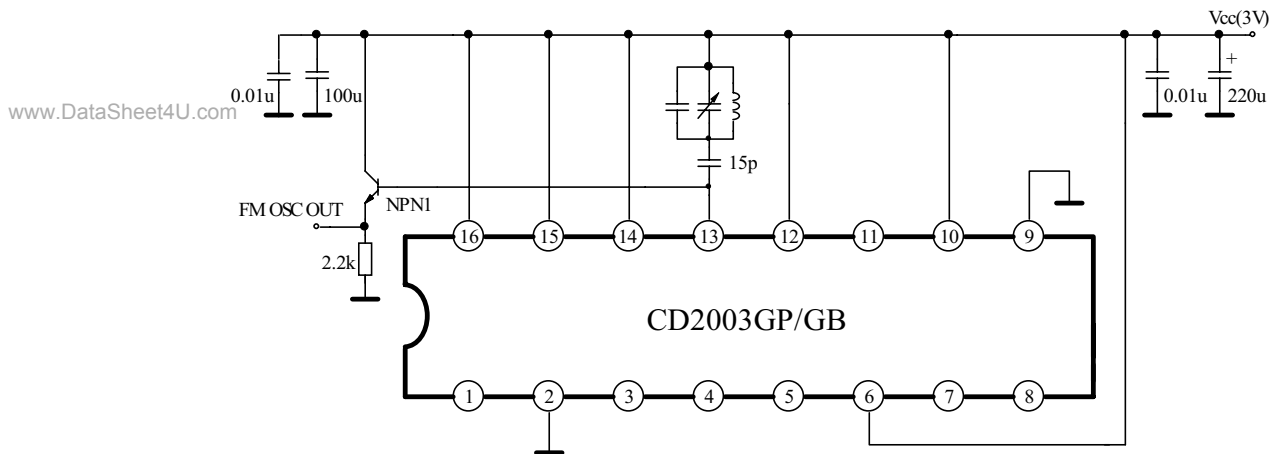 Vcc(3V)
+
0.01u
100u
15p
0.01u
220u
www.DataSheet4U.com
NPN1
FM OSC OUT
2.2k
16
15
14
13
12
11
10
9
CD2003GP/GB
1
2
3
4
5
6
7
8